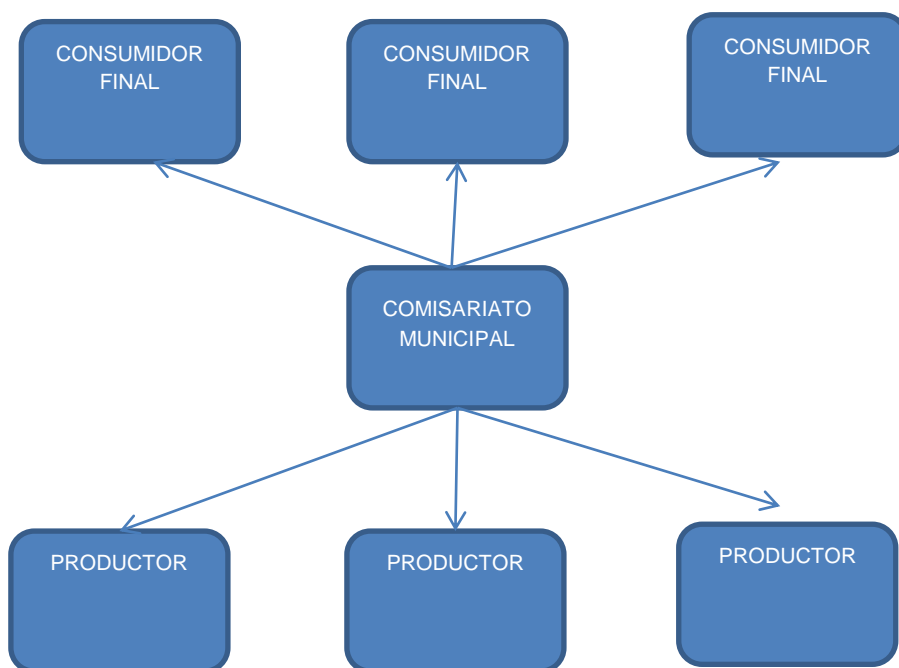 CONSUMIDOR
FINAL
CONSUMIDOR
FINAL
CONSUMIDOR
FINAL
COMISARIATO
MUNICIPAL
PRODUCTOR
PRODUCTOR
PRODUCTOR